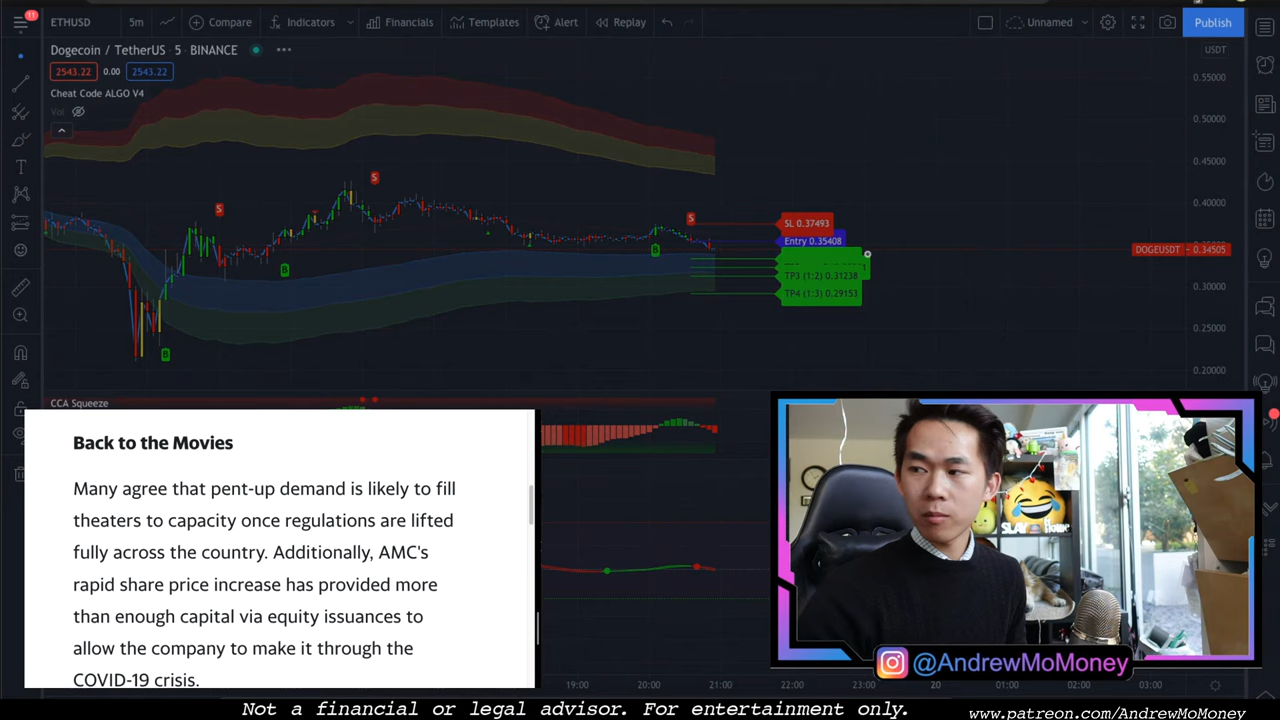 11
ETHUSD
5m
Compare
Indicators
Financials
Templates
Alert
Replay
Unnamed
Publish
Dogecoin / TetherUS · 5 · BINANCE
USDT
2543.22 0.00 2543.22
Cheat Code ALGO V4
Vol
0.55000
0.50000
0.45000
0.40000
0.30000
0.25000
0.20000
S
S
S
B
B
B
SL 0.37493
Entry 0.35408
TP3 (1:2) 0.31238
TP4 (1:3) 0.29153
DOGEUSDT 0.34505
CCA Squeeze
Back to the Movies
Many agree that pent-up demand is likely to fill
theaters to capacity once regulations are lifted
fully across the country. Additionally, AMC's
rapid share price increase has provided more
than enough capital via equity issuances to
allow the company to make it through the
COVID-19 crisis.
SLAY
@AndrewMoMoney
19:00 20:00 21:00 22:00 23:00 20 01:00 02:00 03:00
Not a financial or legal advisor. For entertainment only.
www.patreon.com/AndrewMoMoney